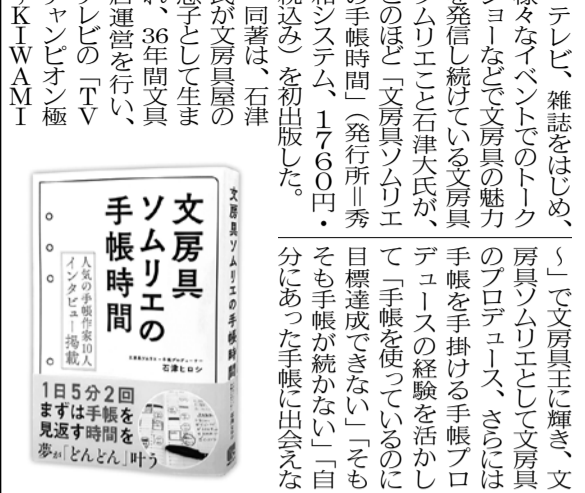 テレビ、雑誌をはじめ、
様々なイベントでのトーク
ショーなどで文房具の魅力
を発信し続けている文房具
ソムリエこと石津大氏が、
このほど「文房具ソムリエ
の手帳時間」(発行所＝秀
和システム、1760円・
税込み)を初出版した。
同著は、石津
氏が文房具屋の
息子として生ま
れ、36年間文具
店運営を行い、
テレビの「TV
チャンピオン極
KIWAMI
〜」で文房具王に輝き、文
房具ソムリエとして文房具
のプロデュース、さらには
手帳を手掛ける手帳プロ
デュースの経験を活かし
て「手帳を使っているのに
目標達成できない」「そも
そも手帳が続かない」「自
分にあった手帳に出会えな
文房具ソムリエの手帳時間
文房具
ソムリエの
手帳時間
人気の手帳作家10人
インタビュー掲載
石津ヒロシ
1日5分2回
まずは手帳を
見返す時間を
夢が「どんどん」叶う